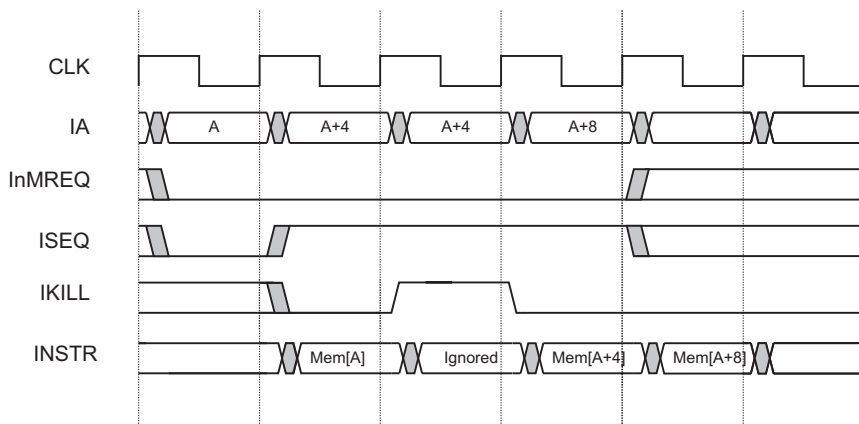 CLK
IA A A+4 A+4 A+8
InMREQ
ISEQ
IKILL
INSTR Mem[A] Ignored Mem[A+4] Mem[A+8]